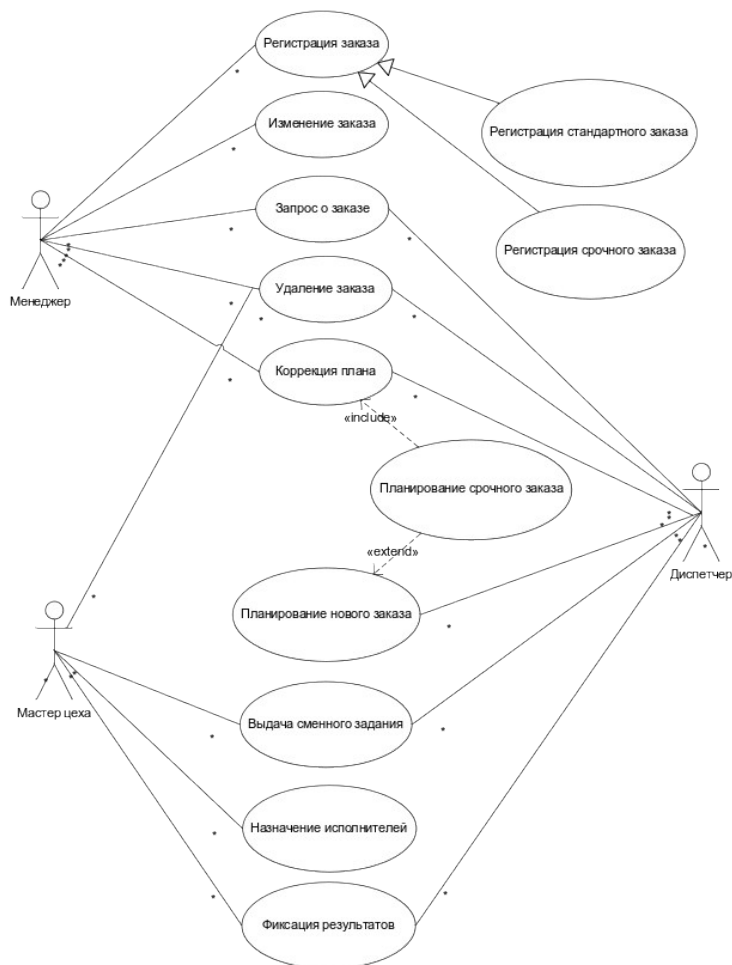 Регистрация заказа
Регистрация стандартного заказа
Изменение заказа
Запрос о заказе
Регистрация срочного заказа
Менеджер
Удаление заказа
Коррекция плана
«include»
Планирование срочного заказа
«extend»
Диспетчер
Планирование нового заказа
Мастер цеха
Выдача сменного задания
Назначение исполнителей
Фиксация результатов